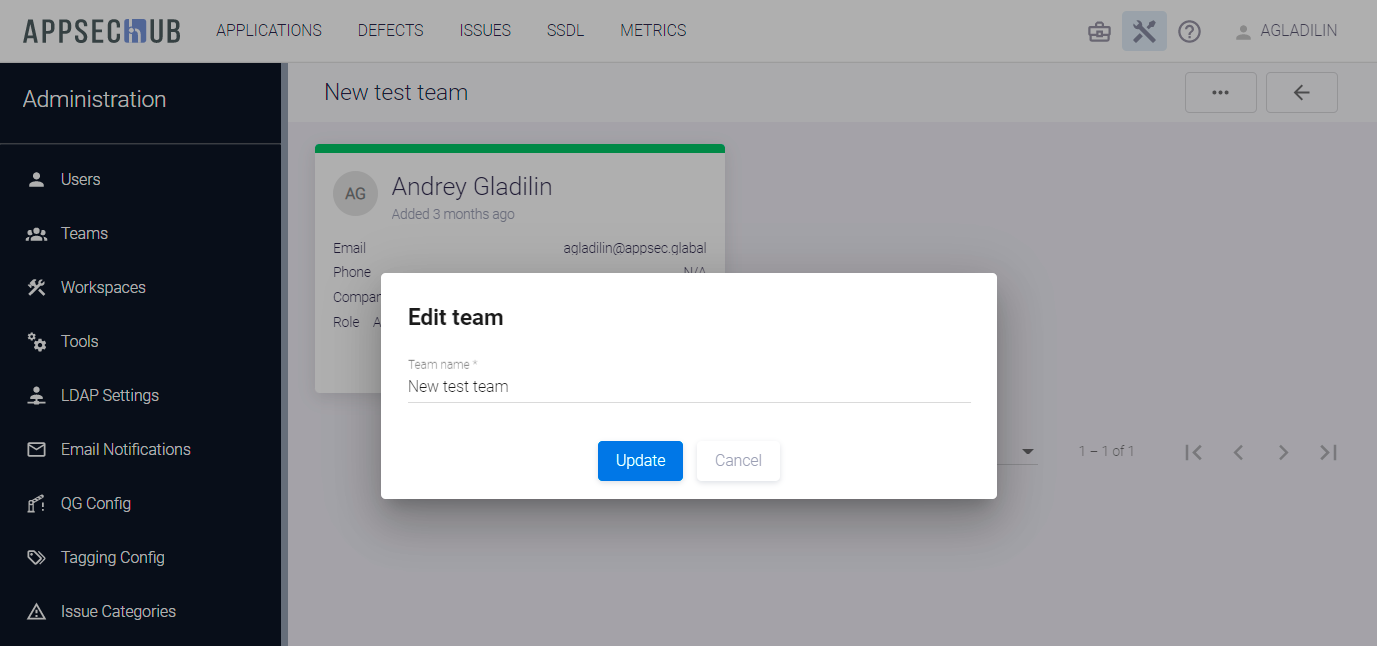 APPSECHUB APPLICATIONS DEFECTS ISSUES SSDL METRICS AGLADILIN
Administration
Users
Teams
Workspaces
Tools
LDAP Settings
Email Notifications
QG Config
Tagging Config
Issue Categories
New test team
AG
Andrey Gladilin
Added 3 months ago
Email agladilin@appsec.glabal
Phone N/A
Compan
Role A
Edit team
Team name *
New test team
Update Cancel
1 – 1 of 1